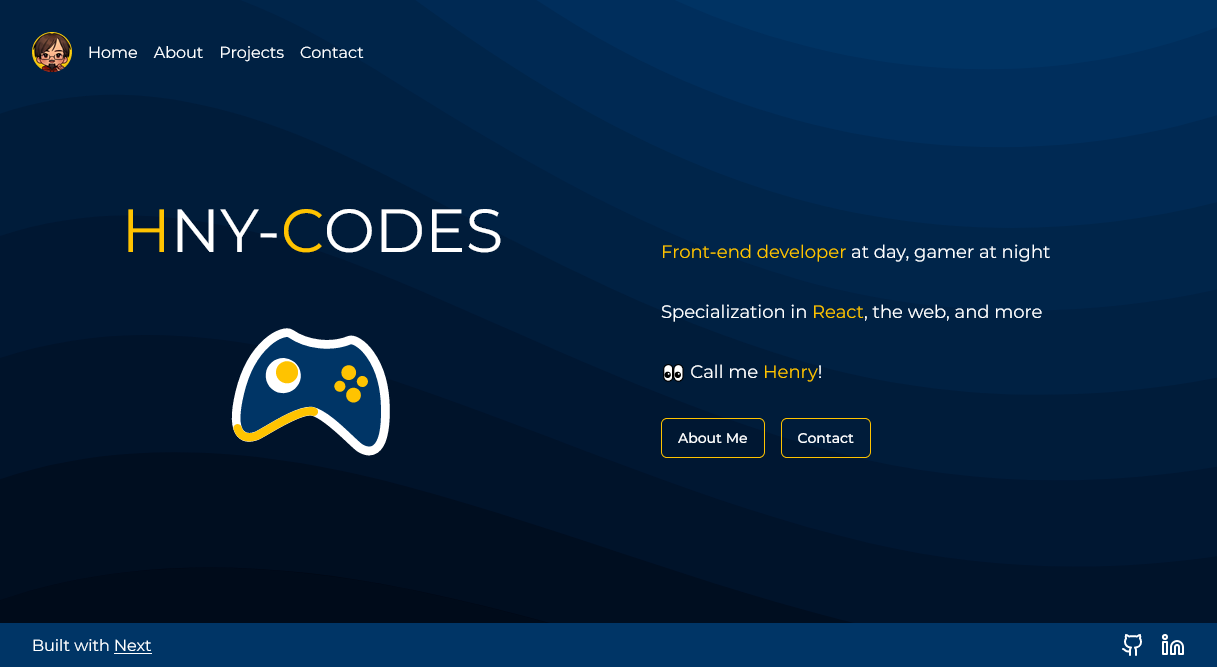 Home About Projects Contact
HNY-CODES
Front-end developer at day, gamer at night
Specialization in React, the web, and more
👀 Call me Henry!
About Me Contact
Built with Next